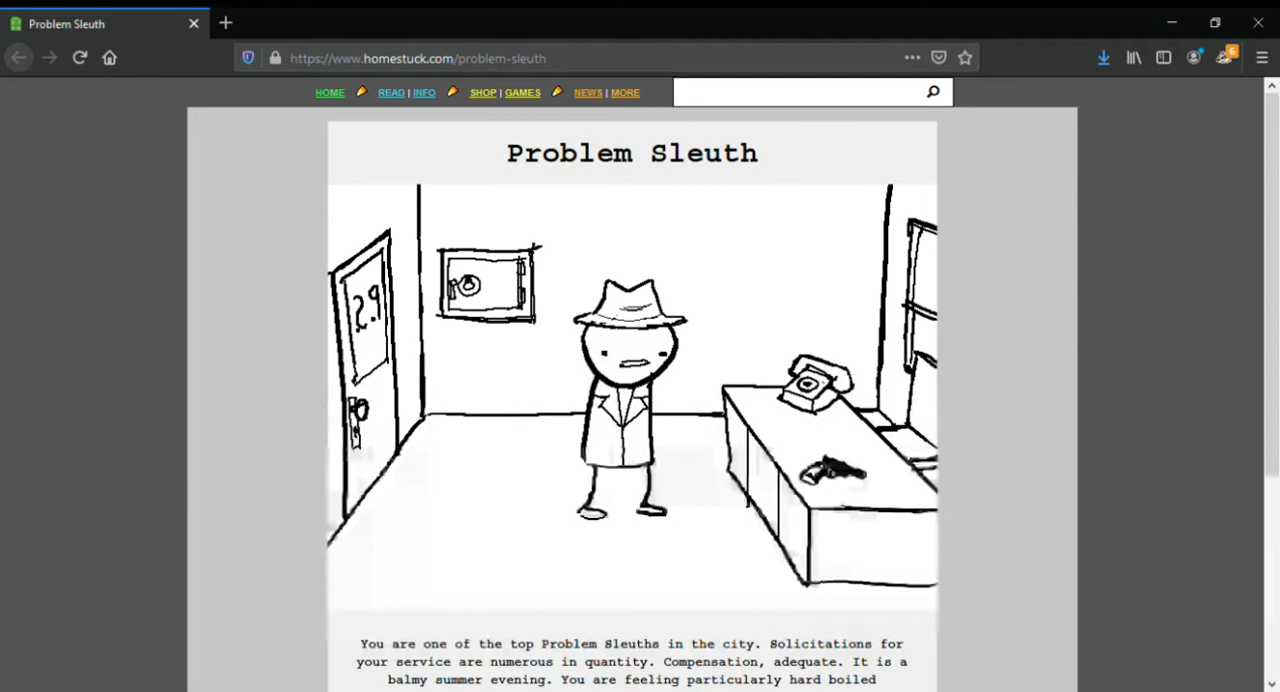 Problem Sleuth
https://www.homestuck.com/problem-sleuth
6
HOME READ | INFO SHOP | GAMES NEWS | MORE
Problem Sleuth
2.9
You are one of the top Problem Sleuths in the city. Solicitations for
your service are numerous in quantity. Compensation, adequate. It is a
balmy summer evening. You are feeling particularly hard boiled